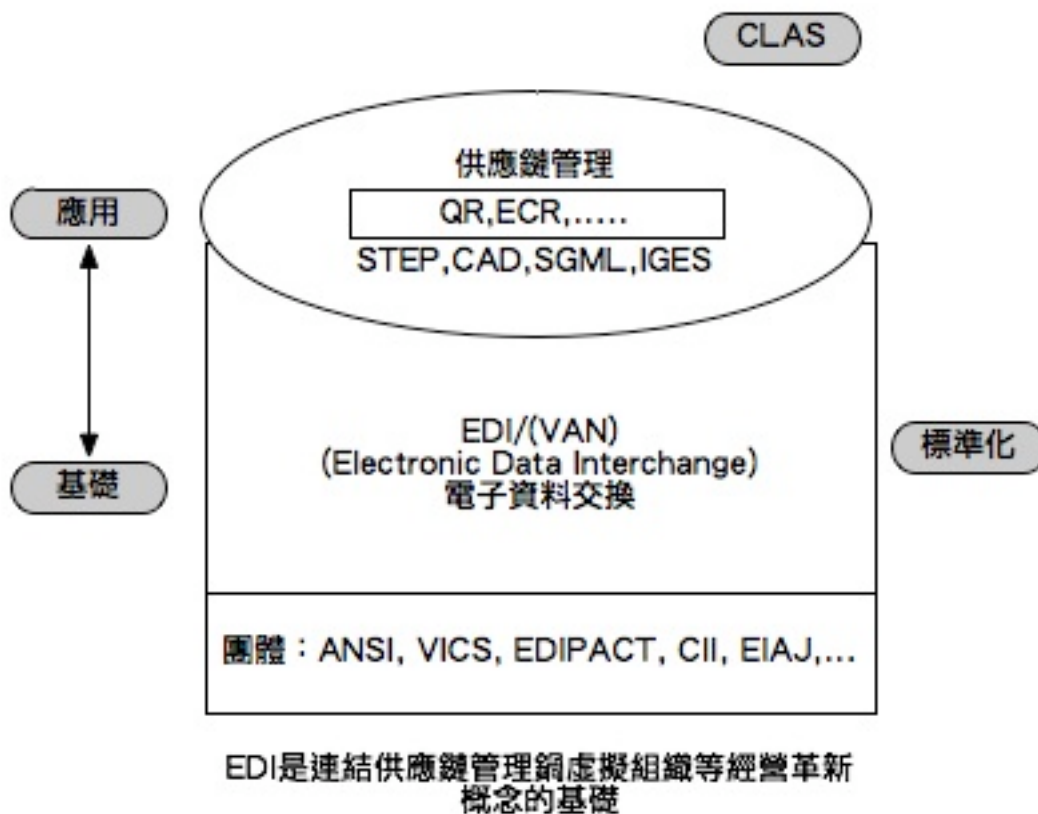 CLAS
供應鏈管理
應用
QR,ECR,.....
STEP,CAD,SGML,IGES
EDI/(VAN)
(Electronic Data Interchange)
電子資料交換
標準化
基礎
團體：ANSI, VICS, EDIPACT, CII, EIAJ,...
EDI是連結供應鏈管理鋼虛擬組織等經營革新
概念的基礎